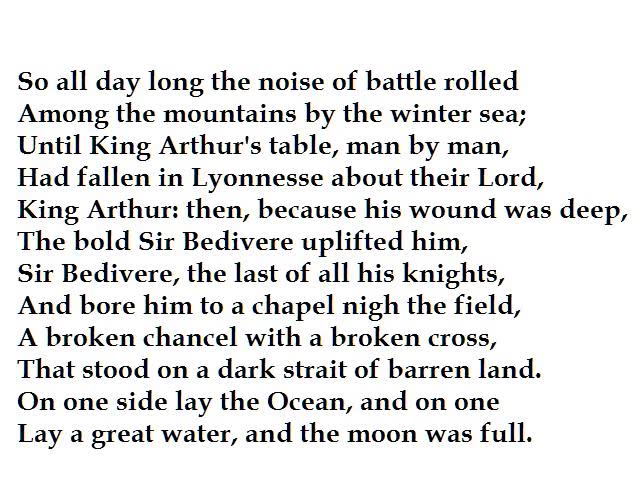 So all day long the noise of battle rolled
Among the mountains by the winter sea;
Until King Arthur's table, man by man,
Had fallen in Lyonnesse about their Lord,
King Arthur: then, because his wound was deep,
The bold Sir Bedivere uplifted him,
Sir Bedivere, the last of all his knights,
And bore him to a chapel nigh the field,
A broken chancel with a broken cross,
That stood on a dark strait of barren land.
On one side lay the Ocean, and on one
Lay a great water, and the moon was full.